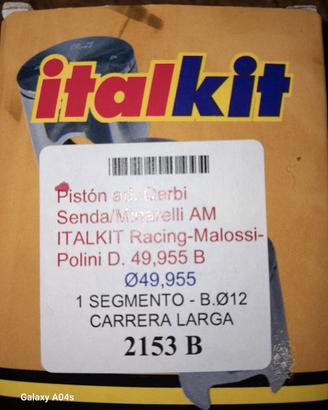 italkit
Pistón ad. Derbi
Senda/Minarelli AM
ITALKIT Racing-Malossi-
Polini D. 49,955 B
Ø49,955
1 SEGMENTO - B.Ø12
CARRERA LARGA
2153 B
Galaxy A04s